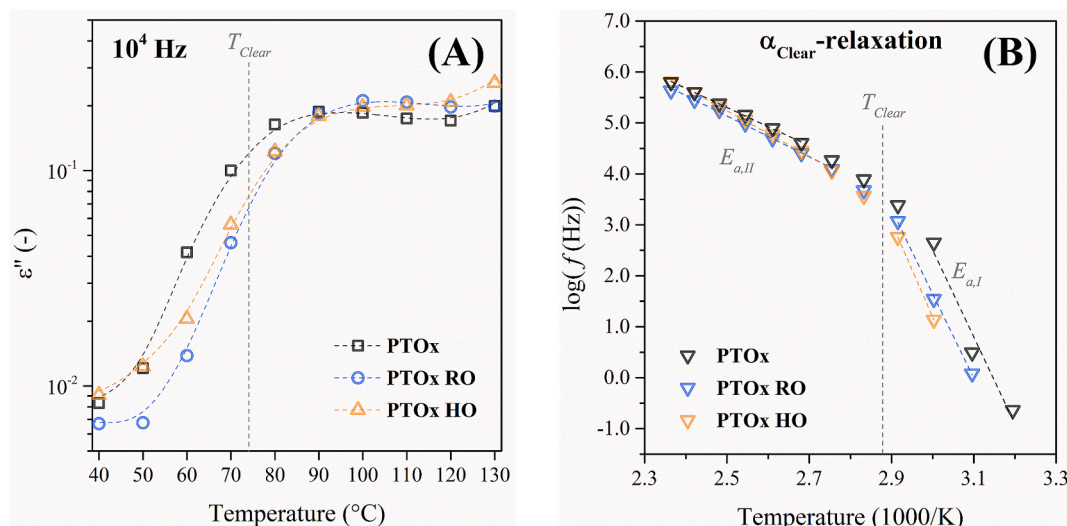 10⁴ Hz
T_Clear
(A)
10⁻¹
10⁻²
ε'' (-)
PTOx
PTOx RO
PTOx HO
40 50 60 70 80 90 100 110 120 130
Temperature (°C)
(B)
α_Clear-relaxation
T_Clear
E_a,II
E_a,I
log(f (Hz))
6.0
6.0
5.0
4.0
3.0
2.0
1.0
0.0
-1.0
PTOx
PTOx RO
PTOx HO
2.3 2.5 2.7 2.9 3.1 3.3
Temperature (1000/K)